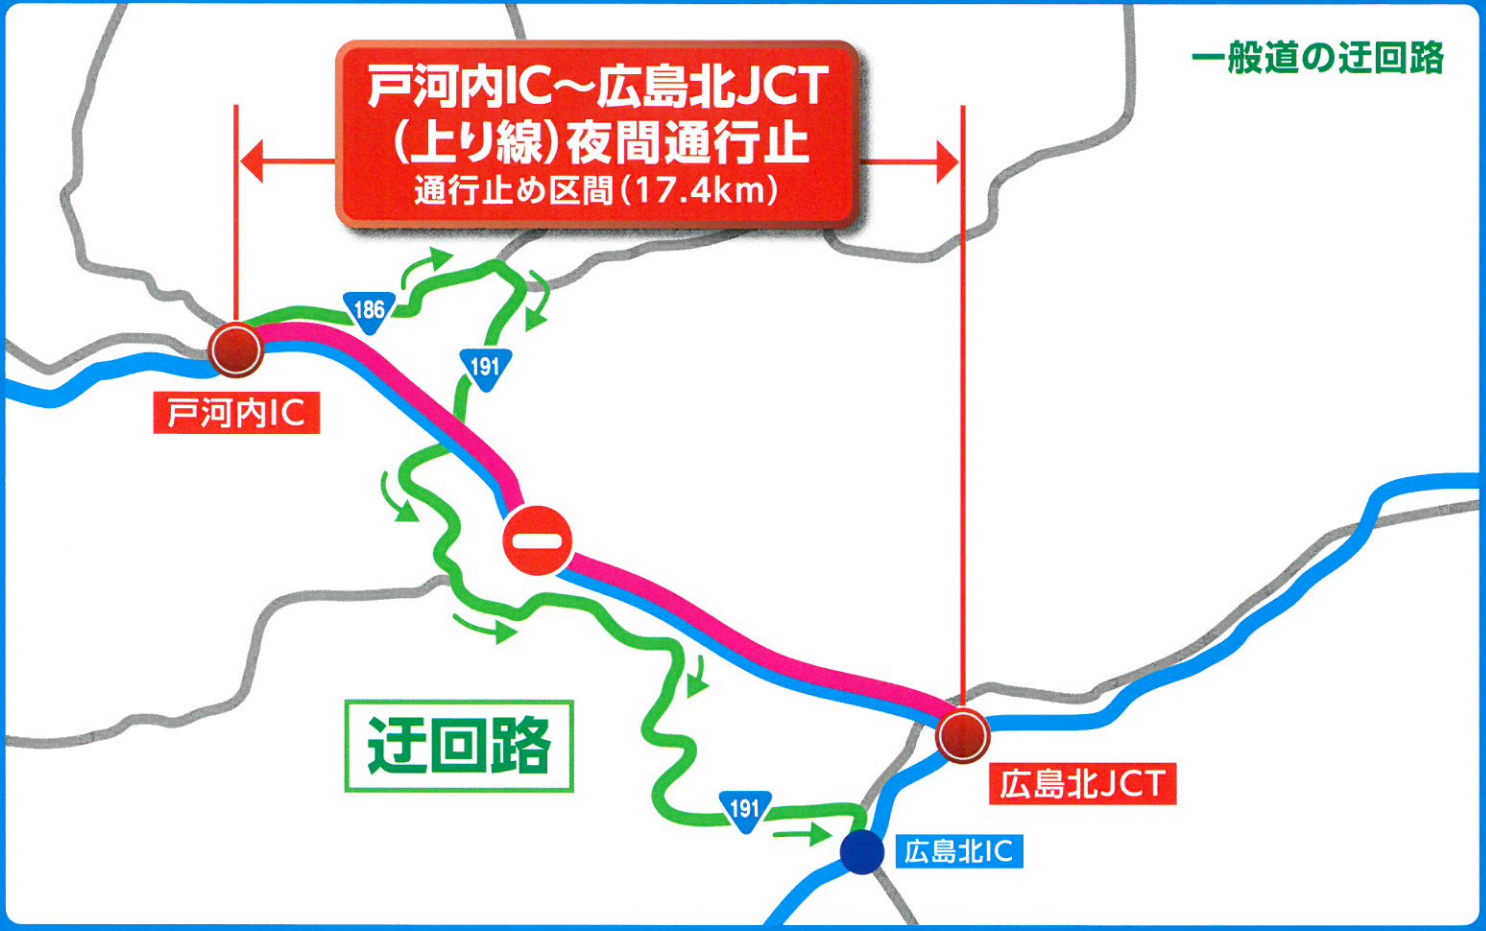 一般道の迂回路
戸河内IC～広島北JCT
（上り線）夜間通行止
通行止め区間（17.4km）
186
191
戸河内IC
迂回路
191
広島北JCT
広島北IC